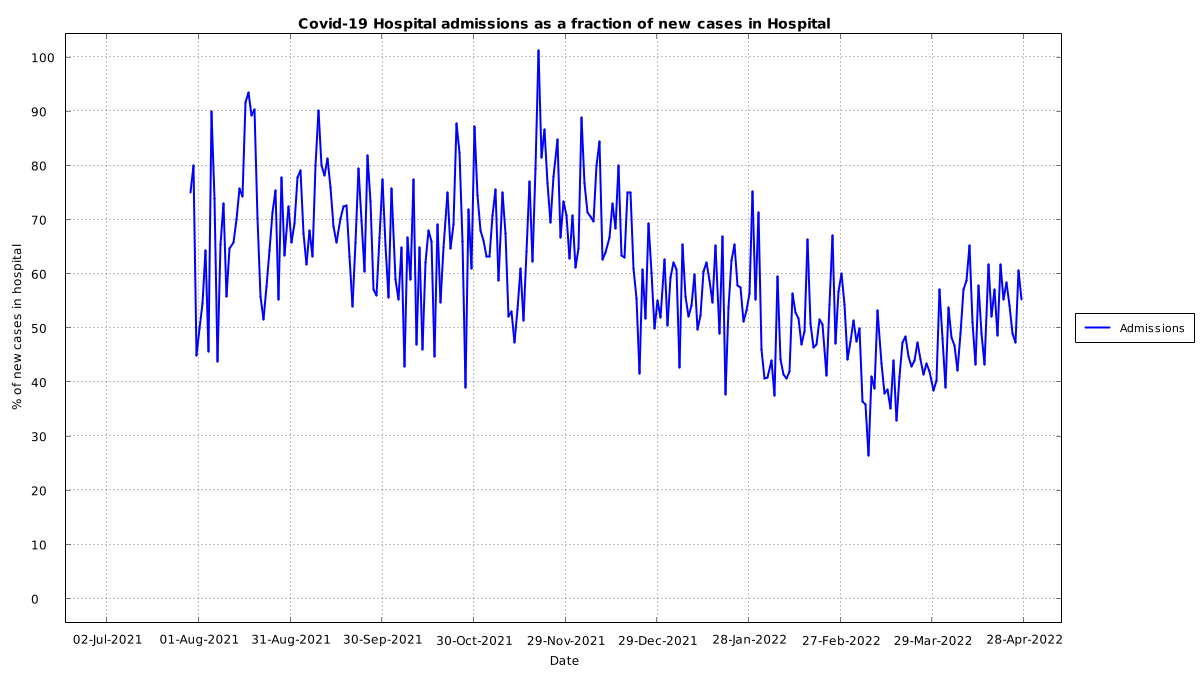 Covid-19 Hospital admissions as a fraction of new cases in Hospital
100
90
80
70
60
50
40
30
20
10
0
% of new cases in hospital
02-Jul-2021 01-Aug-2021 31-Aug-2021 30-Sep-2021 30-Oct-2021 29-Nov-2021 29-Dec-2021 28-Jan-2022 27-Feb-2022 29-Mar-2022 28-Apr-2022
Date
Admissions